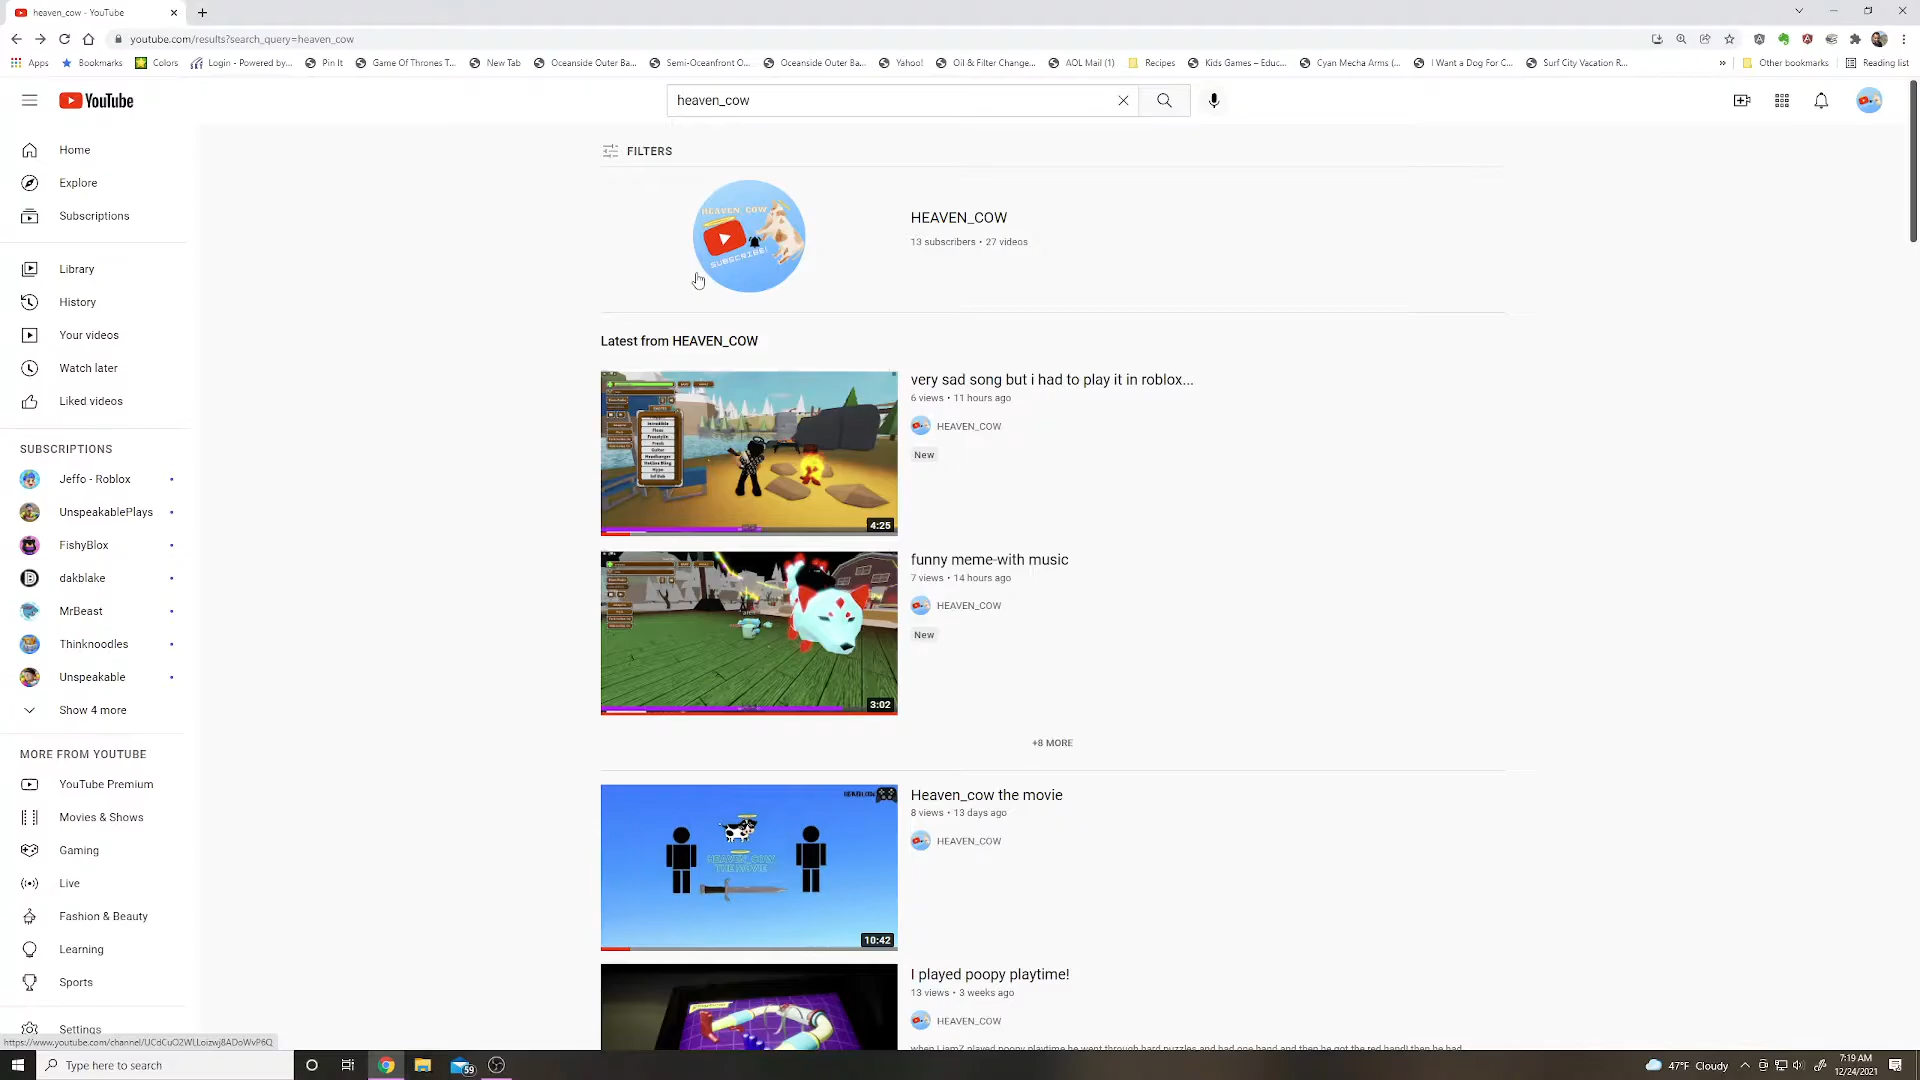 heaven_cow - YouTube
youtube.com/results?search_query=heaven_cow
Apps
Bookmarks
Colors
Login - Powered by...
Pin It
Game Of Thrones T...
New Tab
Oceanside Outer Ba...
Semi-Oceanfront O...
Oceanside Outer Ba...
Yahoo!
Oil & Filter Change...
AOL Mail (1)
Recipes
Kids Games – Educ...
Cyan Mecha Arms (...
I Want a Dog For C...
Surf City Vacation R...
»
Other bookmarks
Reading list
YouTube
heaven_cow
Home
Explore
Subscriptions
Library
History
Your videos
Watch later
Liked videos
SUBSCRIPTIONS
Jeffo - Roblox
UnspeakablePlays
FishyBlox
dakblake
MrBeast
Thinknoodles
Unspeakable
Show 4 more
MORE FROM YOUTUBE
YouTube Premium
Movies & Shows
Gaming
Live
Fashion & Beauty
Learning
Sports
Settings
FILTERS
HEAVEN_COW
SUBSCRIBE!
HEAVEN_COW
13 subscribers • 27 videos
Latest from HEAVEN_COW
4:25
very sad song but i had to play it in roblox...
6 views • 11 hours ago
HEAVEN_COW
New
3:02
funny meme-with music
7 views • 14 hours ago
HEAVEN_COW
New
+8 MORE
HEAVEN_COW
THE MOVIE
10:42
Heaven_cow the movie
8 views • 13 days ago
HEAVEN_COW
I played poopy playtime!
13 views • 3 weeks ago
HEAVEN_COW
Type here to search
59
47°F Cloudy
7:19 AM
12/24/2021